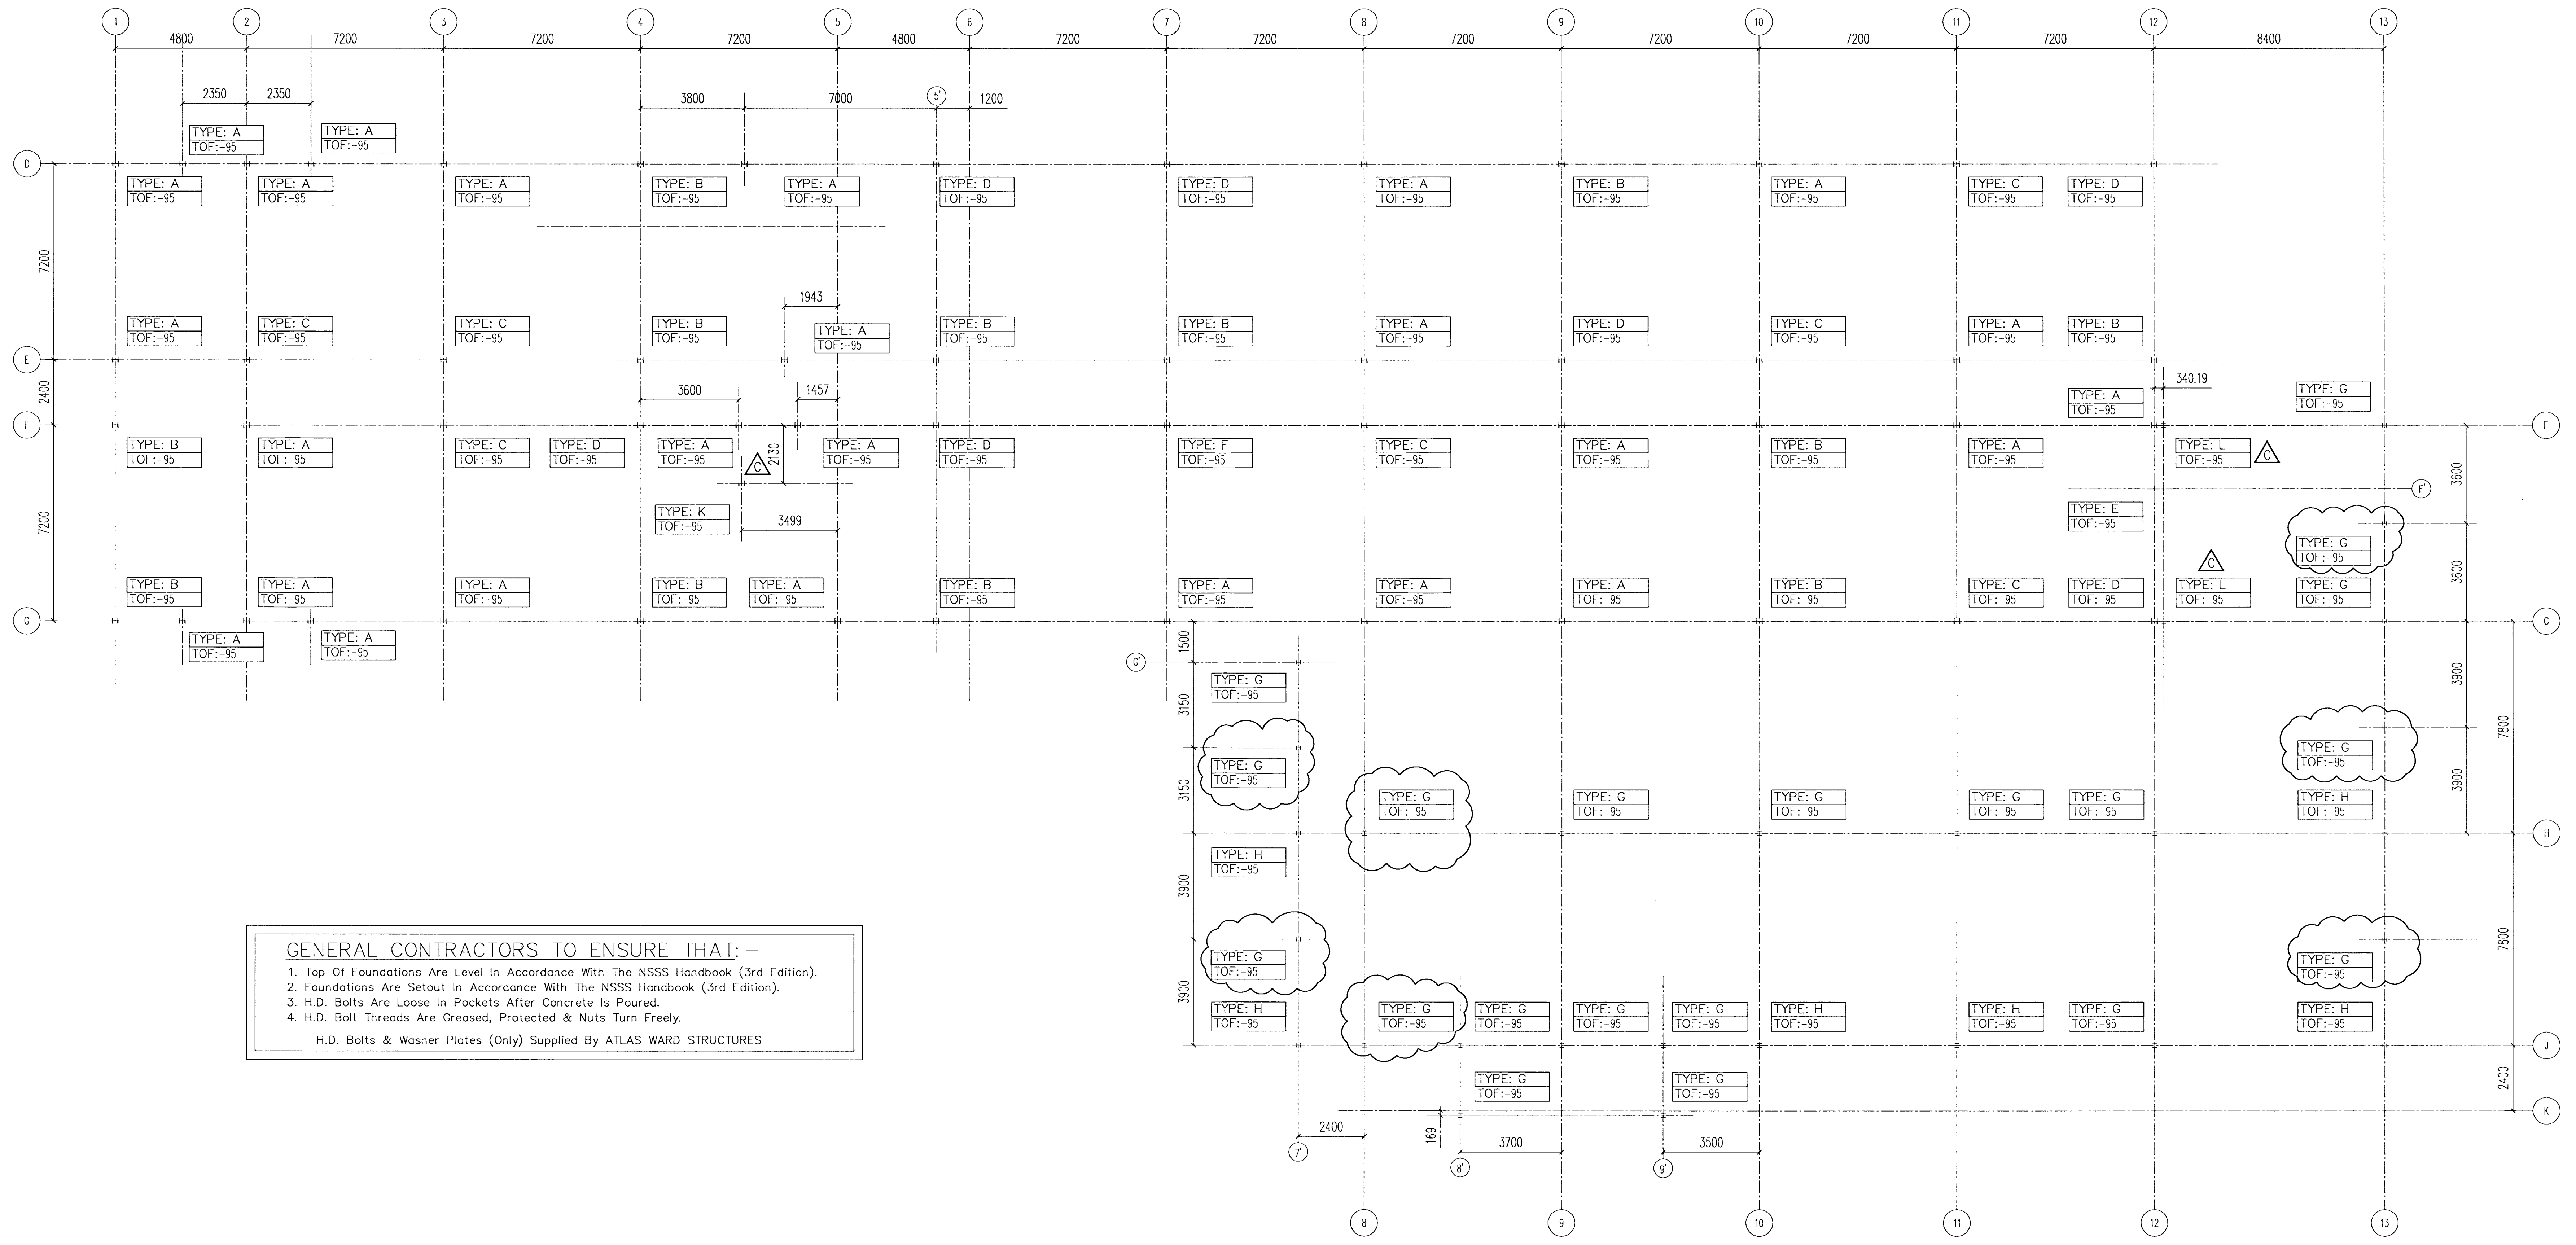 1 2 3 4 5 6 7 8 9 10 11 12 13
4800 7200 7200 7200 4800 7200 7200 7200 7200 7200 7200 8400
2350 2350 3800 7000 5' 1200
TYPE: A TYPE: A
TOF:-95 TOF:-95
D
TYPE: A TYPE: A TYPE: A TYPE: B TYPE: A TYPE: D TYPE: D TYPE: A TYPE: B TYPE: A TYPE: C TYPE: D
TOF:-95 TOF:-95 TOF:-95 TOF:-95 TOF:-95 TOF:-95 TOF:-95 TOF:-95 TOF:-95 TOF:-95 TOF:-95 TOF:-95
7200
1943
TYPE: A TYPE: C TYPE: C TYPE: B TYPE: A TYPE: B TYPE: B TYPE: A TYPE: D TYPE: C TYPE: A TYPE: B
TOF:-95 TOF:-95 TOF:-95 TOF:-95 TOF:-95 TOF:-95 TOF:-95 TOF:-95 TOF:-95 TOF:-95 TOF:-95 TOF:-95
E
2400 3600 1457 340.19
TYPE: A TYPE: G
TOF:-95 TOF:-95
F F
TYPE: B TYPE: A TYPE: C TYPE: D TYPE: A TYPE: A TYPE: D TYPE: F TYPE: C TYPE: A TYPE: B TYPE: A TYPE: L
TOF:-95 TOF:-95 TOF:-95 TOF:-95 TOF:-95 TOF:-95 TOF:-95 TOF:-95 TOF:-95 TOF:-95 TOF:-95 TOF:-95 TOF:-95
C 2130 C 3600
F'
7200
TYPE: K TYPE: E
TOF:-95 TOF:-95
3499
TYPE: G
TOF:-95
C 3600
TYPE: B TYPE: A TYPE: A TYPE: B TYPE: A TYPE: B TYPE: A TYPE: A TYPE: A TYPE: B TYPE: C TYPE: D TYPE: L TYPE: G
TOF:-95 TOF:-95 TOF:-95 TOF:-95 TOF:-95 TOF:-95 TOF:-95 TOF:-95 TOF:-95 TOF:-95 TOF:-95 TOF:-95 TOF:-95 TOF:-95
G G
TYPE: A TYPE: A
TOF:-95 TOF:-95
1500
G'
3900
TYPE: G
TOF:-95
3150
7800
TYPE: G
TOF:-95
TYPE: G
TOF:-95
3150 3900
TYPE: G TYPE: G TYPE: G TYPE: G TYPE: G TYPE: H
TOF:-95 TOF:-95 TOF:-95 TOF:-95 TOF:-95 TOF:-95
H
TYPE: H
TOF:-95
3900
7800
TYPE: G TYPE: G
TOF:-95 TOF:-95
3900
TYPE: H TYPE: G TYPE: G TYPE: G TYPE: G TYPE: H TYPE: H TYPE: G TYPE: H
TOF:-95 TOF:-95 TOF:-95 TOF:-95 TOF:-95 TOF:-95 TOF:-95 TOF:-95 TOF:-95
J
TYPE: G TYPE: G
TOF:-95 TOF:-95
2400
K
2400 169 3700 3500
7' 8' 9'
8 9 10 11 12 13
GENERAL CONTRACTORS TO ENSURE THAT:-
1. Top Of Foundations Are Level In Accordance With The NSSS Handbook (3rd Edition).
2. Foundations Are Setout In Accordance With The NSSS Handbook (3rd Edition).
3. H.D. Bolts Are Loose In Pockets After Concrete Is Poured.
4. H.D. Bolt Threads Are Greased, Protected & Nuts Turn Freely.
H.D. Bolts & Washer Plates (Only) Supplied By ATLAS WARD STRUCTURES